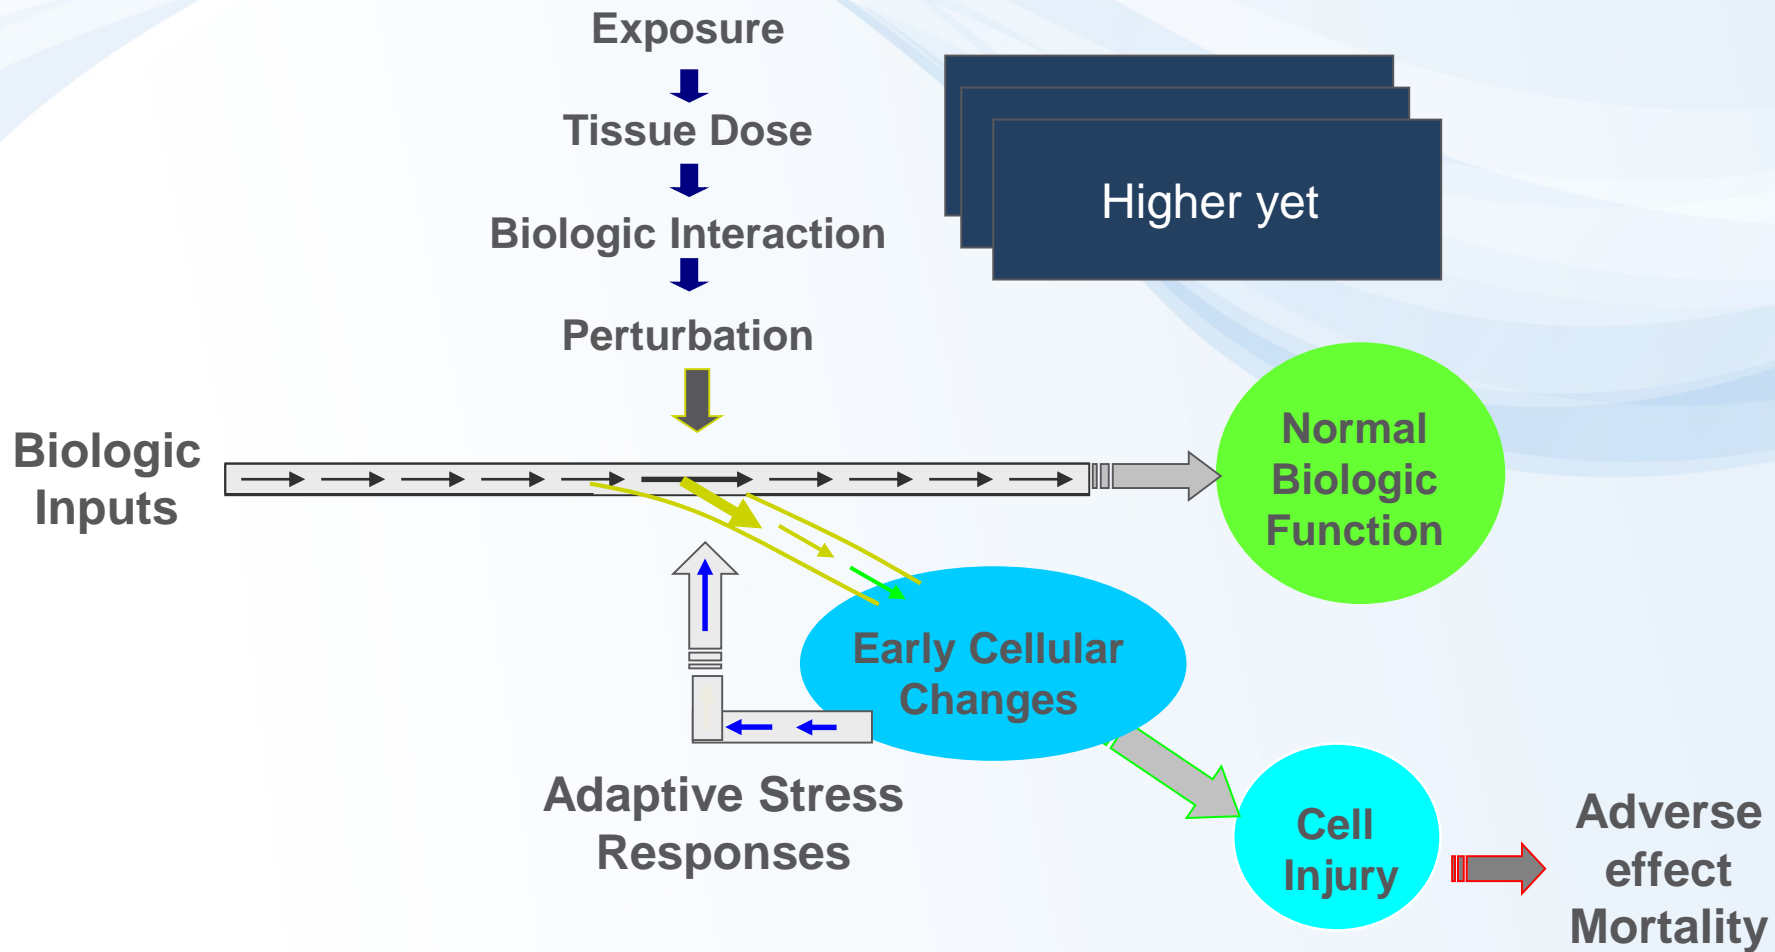 Exposure
Tissue Dose
Higher yet
Biologic Interaction
Perturbation
Biologic
Inputs
Normal
Biologic
Function
Early Cellular
Changes
Adaptive Stress
Responses
Cell
Injury
Adverse
effect
Mortality